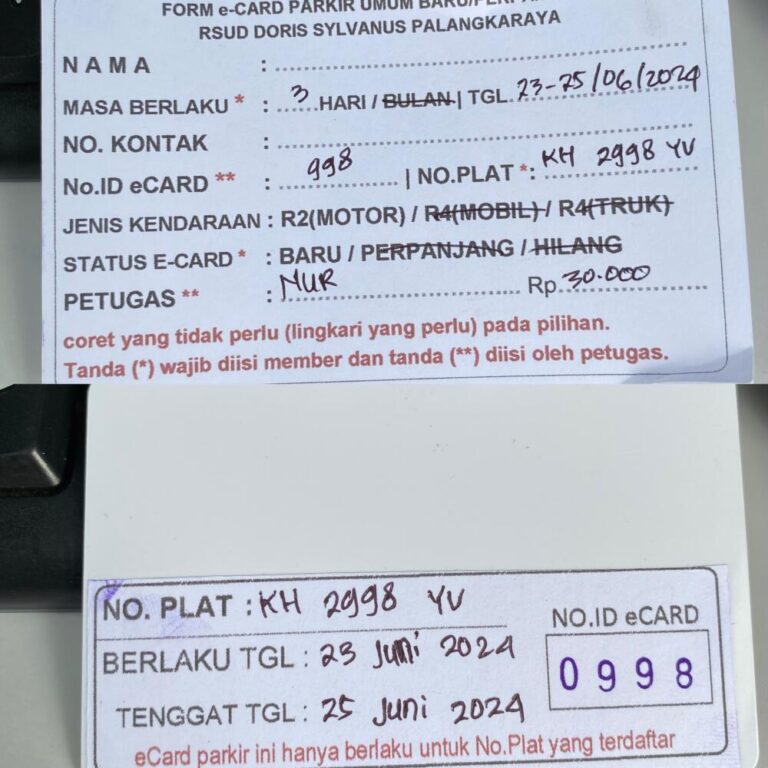 FORM e-CARD PARKIR UMUM BARU/
RSUD DORIS SYLVANUS PALANGKARAYA
NAMA :
MASA BERLAKU * : 3 HARI / BULAN | TGL. 23-25/06/2024
NO. KONTAK :
No.ID eCARD ** : 998 | NO.PLAT *: KH 2998 YV
JENIS KENDARAAN : R2(MOTOR) / R4(MOBIL) / R4(TRUK)
STATUS E-CARD * : BARU / PERPANJANG / HILANG
PETUGAS ** : NUR Rp. 30.000
coret yang tidak perlu (lingkari yang perlu) pada pilihan.
Tanda (*) wajib diisi member dan tanda (**) diisi oleh petugas.
NO. PLAT : KH 2998 YV
NO.ID eCARD
BERLAKU TGL : 23 Juni 2024
0998
TENGGAT TGL : 25 Juni 2024
eCard parkir ini hanya berlaku untuk No.Plat yang terdaftar